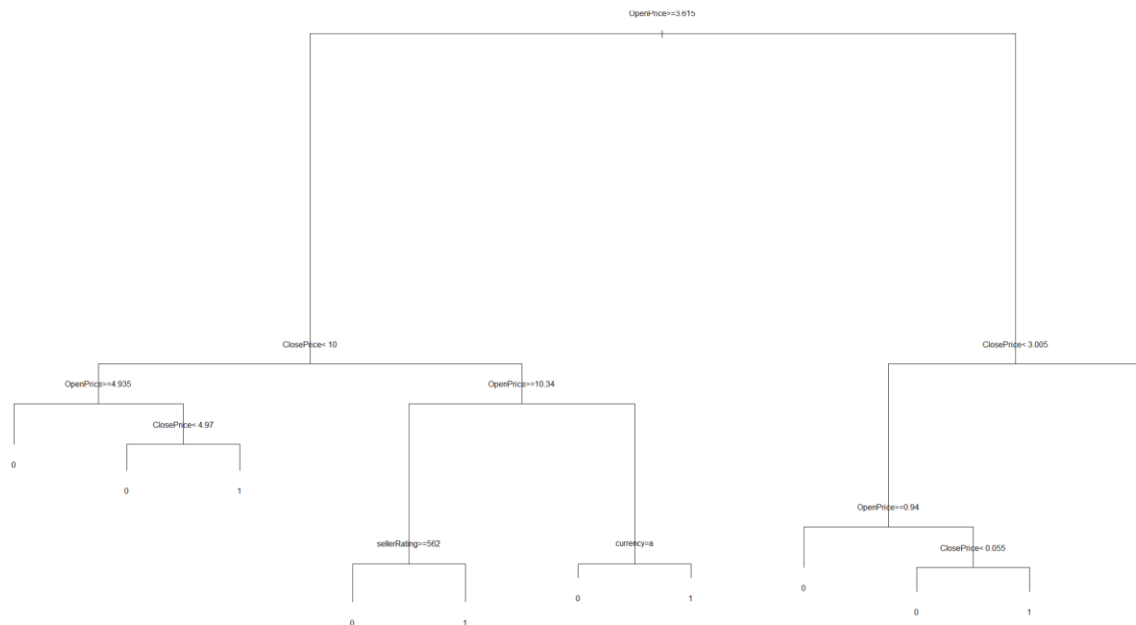 OpenPrice>=3.615
ClosePrice< 10
ClosePrice< 3.005
OpenPrice>=4.935
OpenPrice>=10.34
ClosePrice< 4.97
0
0
1
OpenPrice>=0.94
sellerRating>=562
currency=a
ClosePrice< 0.055
0
0
1
0
1
0
1